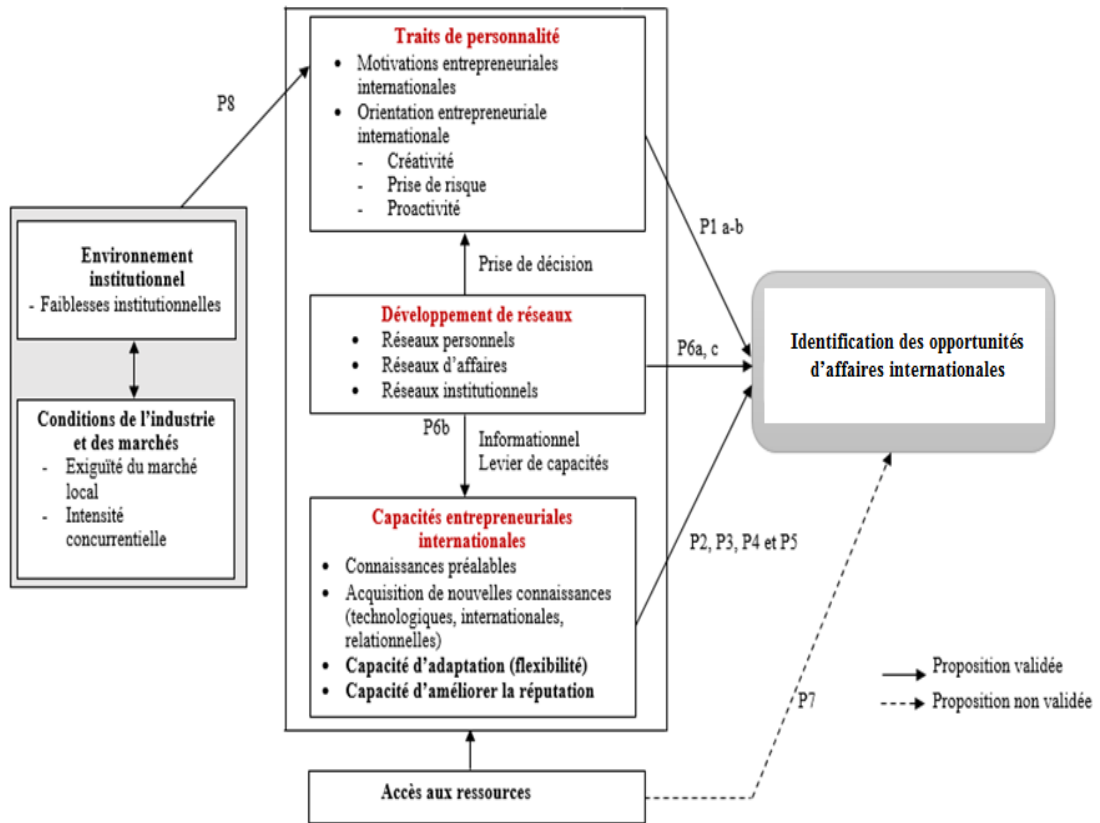 Traits de personnalité
• Motivations entrepreneuriales
internationales
• Orientation entrepreneuriale
internationale
- Créativité
- Prise de risque
- Proactivité
P8
P1 a-b
Environnement
institutionnel
- Faiblesses institutionnelles
Prise de décision
Développement de réseaux
• Réseaux personnels
• Réseaux d'affaires
• Réseaux institutionnels
P6a, c
Identification des opportunités
d'affaires internationales
Conditions de l'industrie
et des marchés
- Exiguïté du marché
local
- Intensité
concurrentielle
P6b
Informationnel
Levier de capacités
Capacités entrepreneuriales
internationales
• Connaissances préalables
• Acquisition de nouvelles connaissances
(technologiques, internationales,
relationnelles)
• Capacité d'adaptation (flexibilité)
• Capacité d'améliorer la réputation
P2, P3, P4 et P5
P7
Proposition validée
Proposition non validée
Accès aux ressources